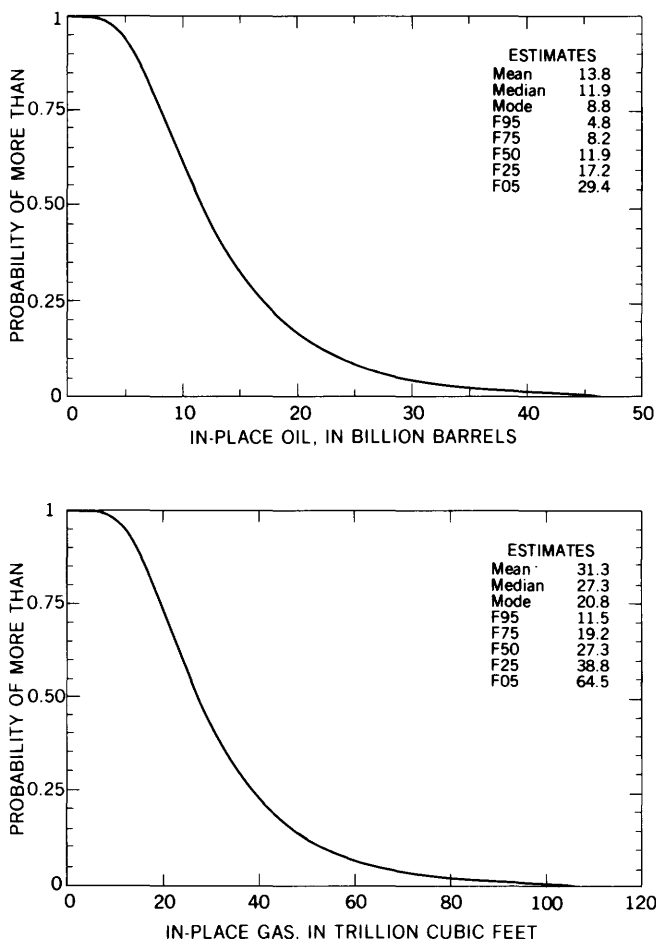 PROBABILITY OF MORE THAN
1
0.75
0.50
0.25
0
ESTIMATES
Mean 13.8
Median 11.9
Mode 8.8
F95 4.8
F75 8.2
F50 11.9
F25 17.2
F05 29.4
0 10 20 30 40 50
IN-PLACE OIL, IN BILLION BARRELS
PROBABILITY OF MORE THAN
1
0.75
0.50
0.25
0
ESTIMATES
Mean 31.3
Median 27.3
Mode 20.8
F95 11.5
F75 19.2
F50 27.3
F25 38.8
F05 64.5
0 20 40 60 80 100 120
IN-PLACE GAS, IN TRILLION CUBIC FEET